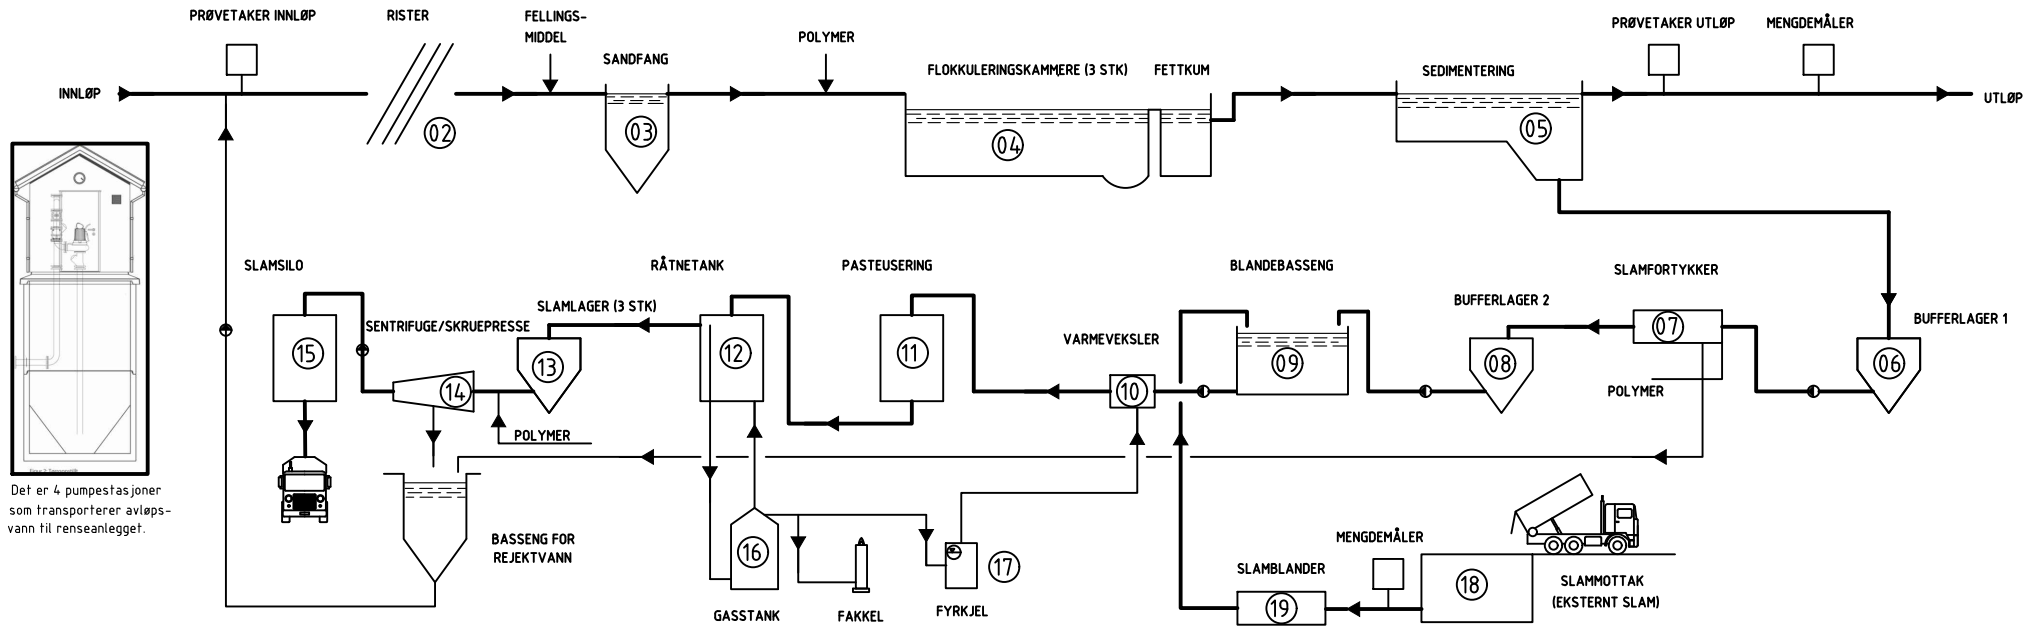 PRØVETAKER INNLØP
RISTER
FELLINGS-
MIDDEL
SANDFANG
POLYMER
FLOKKULERINGSKAMMERE (3 STK)
FETTKUM
SEDIMENTERING
PRØVETAKER UTLØP
MENGDEMÅLER
INNLØP
UTLØP
02
03
04
05
SLAMSILO
SENTRIFUGE/SKRUEPRESSE
SLAMLAGER (3 STK)
RÅTNETANK
PASTEUSERING
VARMEVEKSLER
BLANDEBASSENG
BUFFERLAGER 2
SLAMFORTYKKER
BUFFERLAGER 1
15
14
13
12
11
10
09
08
07
06
POLYMER
POLYMER
Det er 4 pumpestasjoner
som transporterer avløps-
vann til renseanlegget.
BASSENG FOR
REJEKTVANN
16
GASSTANK
FAKKEL
17
FYRKJEL
SLAMBLANDER
19
MENGDEMÅLER
18
SLAMMOTTAK
(EKSTERNT SLAM)